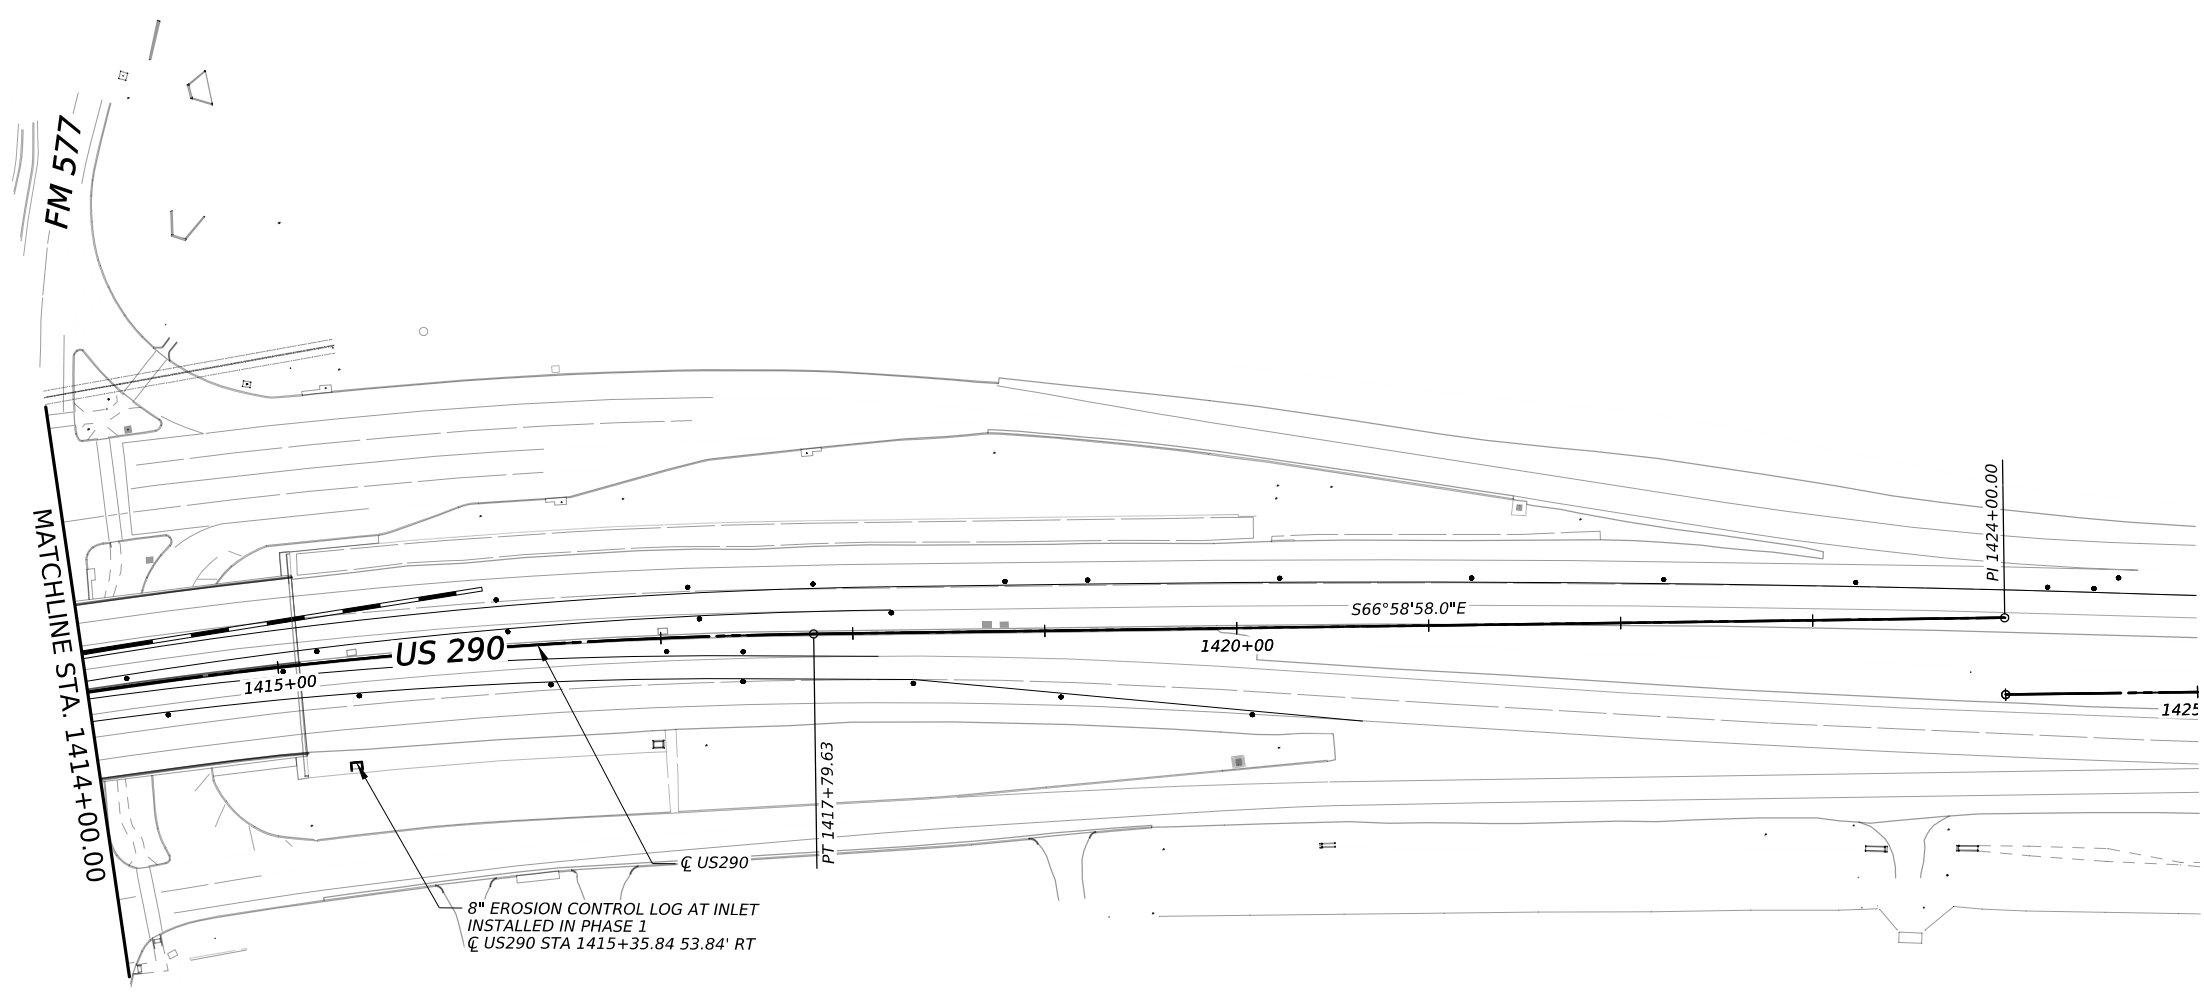 FM 577
MATCHLINE STA. 1414+00.00
US 290
1415+00
PT 1417+79.63
℄ US290
8" EROSION CONTROL LOG AT INLET
INSTALLED IN PHASE 1
℄ US290 STA 1415+35.84 53.84' RT
1420+00
S66°58'58.0"E
PI 1424+00.00
1425